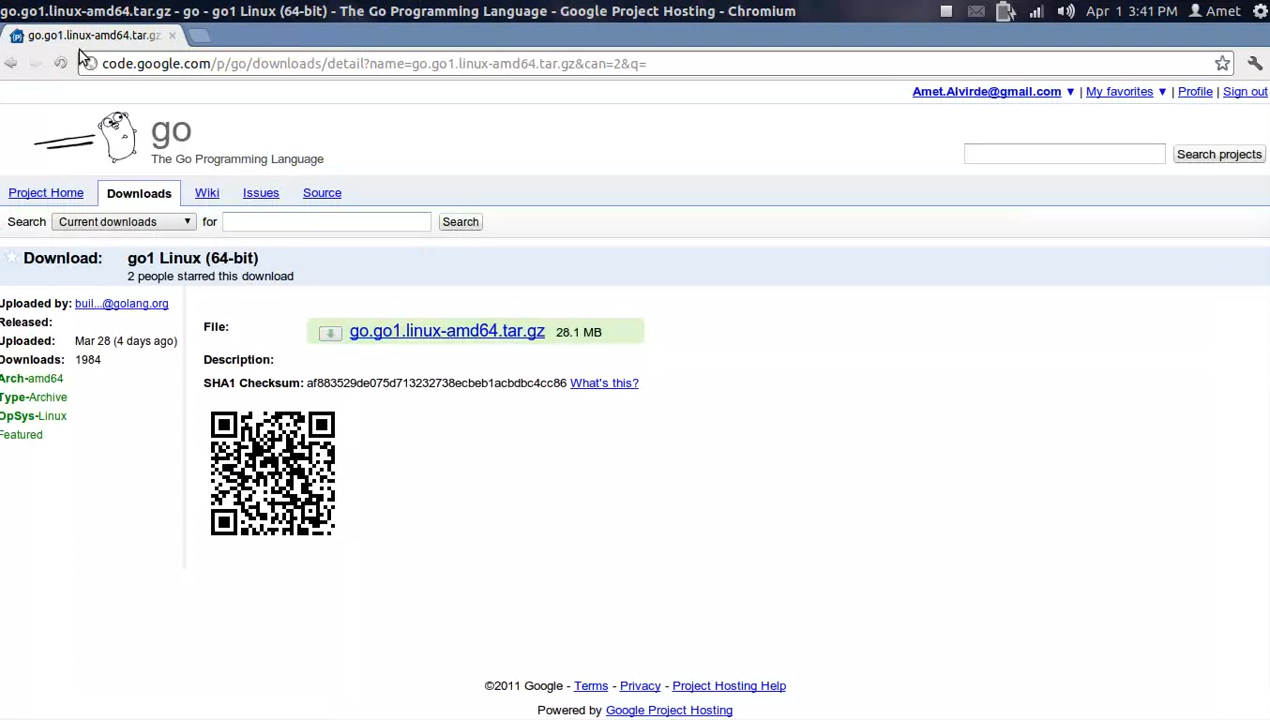 go.go1.linux-amd64.tar.gz - go - go1 Linux (64-bit) - The Go Programming Language - Google Project Hosting - Chromium
Apr 1 3:41 PM Amet
go.go1.linux-amd64.tar.gz
code.google.com/p/go/downloads/detail?name=go.go1.linux-amd64.tar.gz&can=2&q=
Amet.Alvirde@gmail.com ▼ | My favorites ▼ | Profile | Sign out
go
The Go Programming Language
Search projects
Project Home Downloads Wiki Issues Source
Search Current downloads for Search
Download: go1 Linux (64-bit)
2 people starred this download
Uploaded by: buil...@golang.org
Released:
Uploaded: Mar 28 (4 days ago)
Downloads: 1984
Arch-amd64
Type-Archive
OpSys-Linux
Featured
File: go.go1.linux-amd64.tar.gz 28.1 MB
Description:
SHA1 Checksum: af883529de075d713232738ecbeb1acbdbc4cc86 What's this?
©2011 Google - Terms - Privacy - Project Hosting Help
Powered by Google Project Hosting